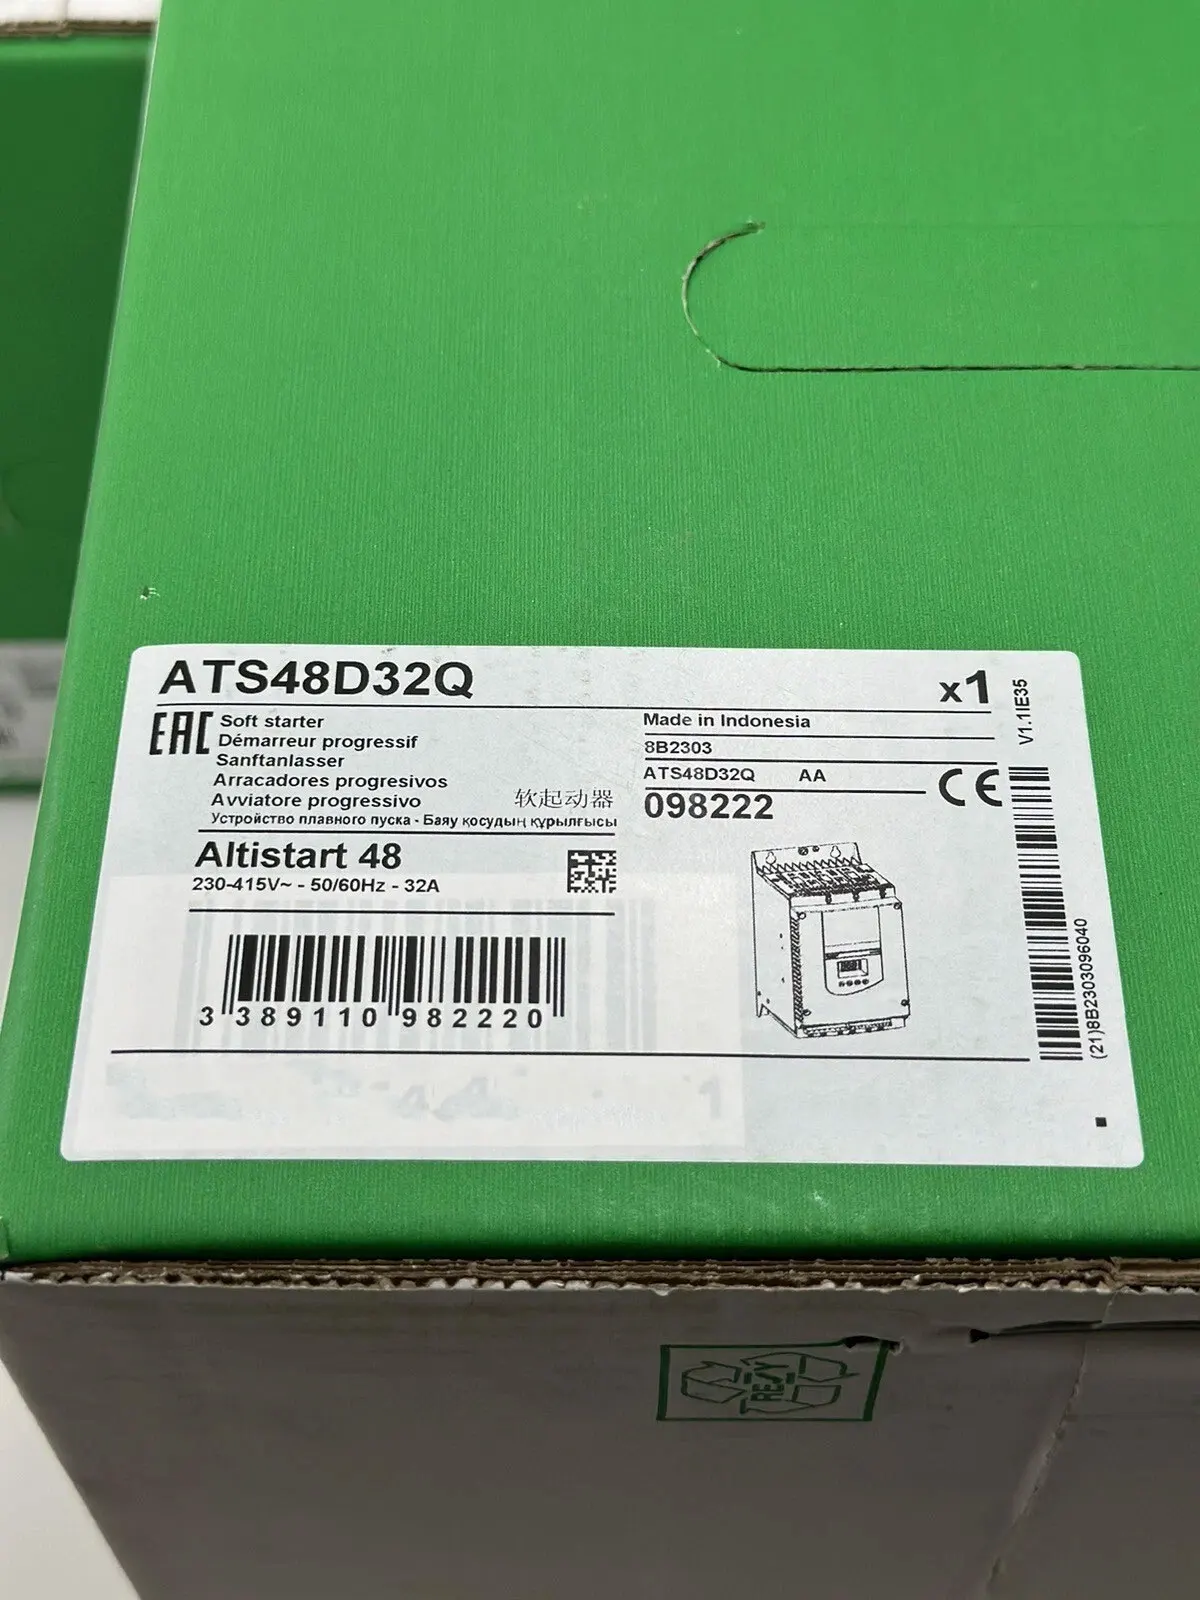 ATS48D32Q
x1
V1.1IE35
EAC
Soft starter
Démarreur progressif
Sanftanlasser
Arracadores progresivos
Avviatore progressivo
软起动器
Устройство плавного пуска - Баяу қосудың құрылғысы
Made in Indonesia
8B2303
ATS48D32Q AA
098222
CE
Altistart 48
230-415V~ - 50/60Hz - 32A
3 389110 982220
(21)8B2303096040
1
RESY